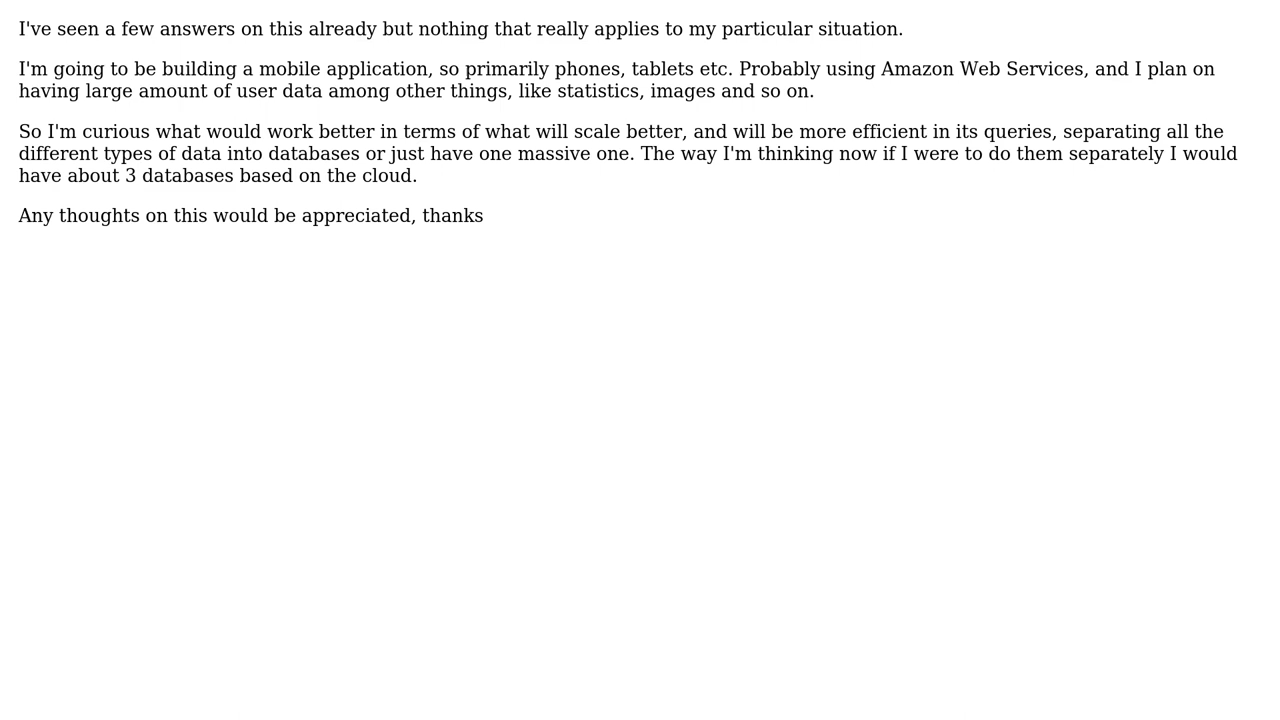 I've seen a few answers on this already but nothing that really applies to my particular situation.
I'm going to be building a mobile application, so primarily phones, tablets etc. Probably using Amazon Web Services, and I plan on
having large amount of user data among other things, like statistics, images and so on.
So I'm curious what would work better in terms of what will scale better, and will be more efficient in its queries, separating all the
different types of data into databases or just have one massive one. The way I'm thinking now if I were to do them separately I would
have about 3 databases based on the cloud.
Any thoughts on this would be appreciated, thanks